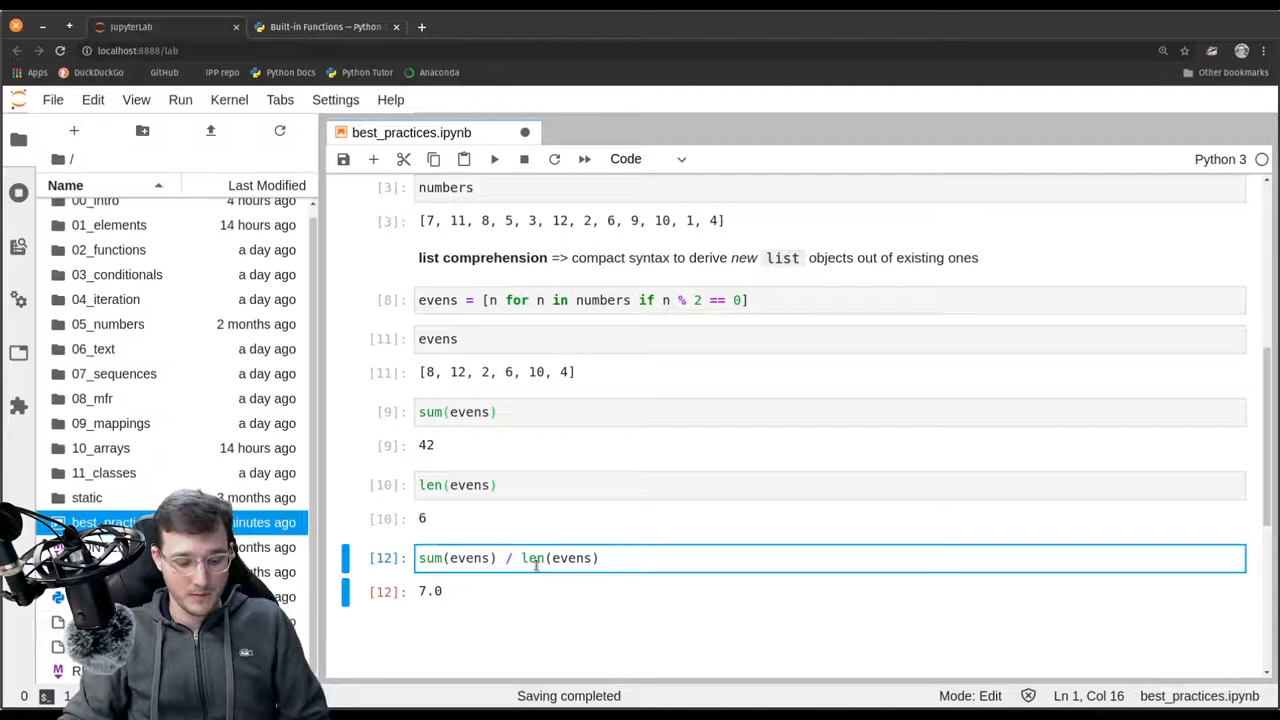 JupyterLab
Built-in Functions — Python
localhost:8888/lab
Apps DuckDuckGo GitHub IPP repo Python Docs Python Tutor Anaconda Other bookmarks
File Edit View Run Kernel Tabs Settings Help
best_practices.ipynb
/
Code
Python 3
Name Last Modified
00_intro 4 hours ago
01_elements 14 hours ago
02_functions a day ago
03_conditionals a day ago
04_iteration a day ago
05_numbers 2 months ago
06_text a day ago
07_sequences a day ago
08_mfr a day ago
09_mappings a day ago
10_arrays 14 hours ago
11_classes a day ago
static months ago
ago
months ago
ago
ago
ago
ago
ago
[3]: numbers
[3]: [7, 11, 8, 5, 3, 12, 2, 6, 9, 10, 1, 4]
list comprehension => compact syntax to derive new list objects out of existing ones
[8]: evens = [n for n in numbers if n % 2 == 0]
[11]: evens
[11]: [8, 12, 2, 6, 10, 4]
[9]: sum(evens)
[9]: 42
[10]: len(evens)
[10]: 6
[12]: sum(evens) / len(evens)
[12]: 7.0
0
Saving completed
Mode: Edit
Ln 1, Col 16
best_practices.ipynb